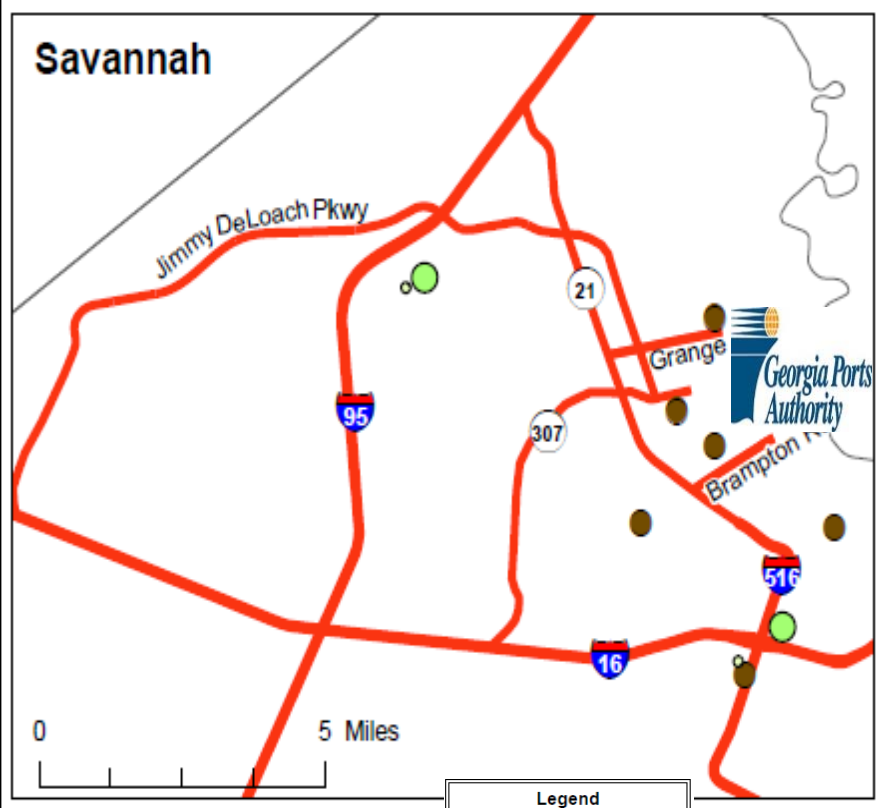 Savannah
Jimmy DeLoach Pkwy
21
Grange
Georgia Ports
Authority
95
307
Brampton
516
16
0 5 Miles
Legend